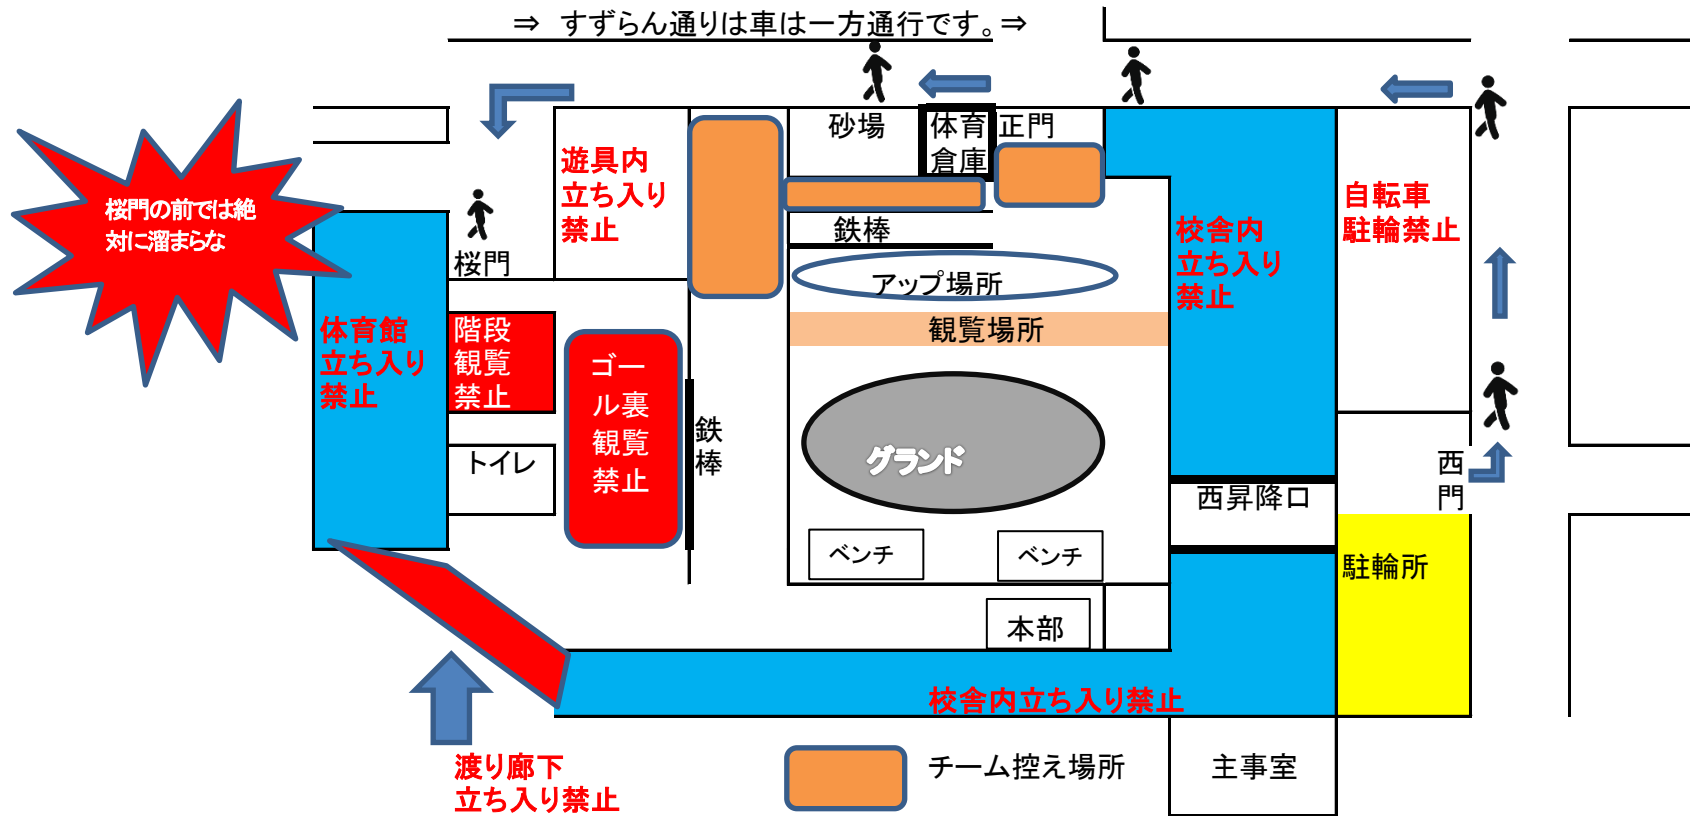 ⇒ すずらん通りは車は一方通行です。⇒
砂場
体育
倉庫
正門
遊具内
立ち入り
禁止
桜門の前では絶
対に溜まらな
自転車
駐輪禁止
鉄棒
校舎内
立ち入り
禁止
桜門
アップ場所
観覧場所
体育館
立ち入り
禁止
階段
観覧
禁止
ゴー
ル裏
観覧
禁止
鉄
棒
グランド
トイレ
西
門
西昇降口
ベンチ
ベンチ
駐輪所
本部
校舎内立ち入り禁止
渡り廊下
立ち入り禁止
チーム控え場所
主事室